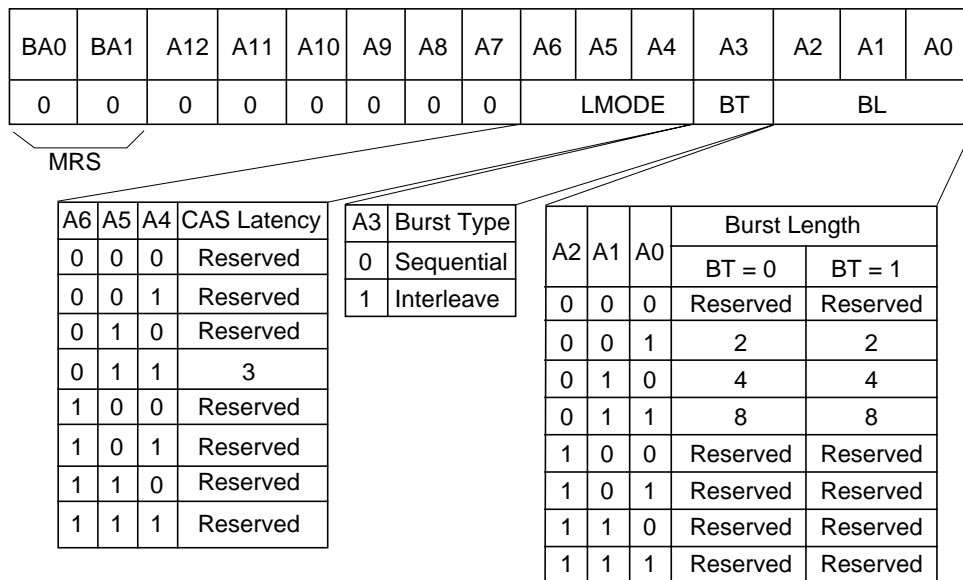 BA0 BA1 A12 A11 A10 A9 A8 A7 A6 A5 A4 A3 A2 A1 A0
0 0 0 0 0 0 0 0 LMODE BT BL
MRS
A6 A5 A4 CAS Latency
0 0 0 Reserved
0 0 1 Reserved
0 1 0 Reserved
0 1 1 3
1 0 0 Reserved
1 0 1 Reserved
1 1 0 Reserved
1 1 1 Reserved
A3 Burst Type
0 Sequential
1 Interleave
A2 A1 A0 Burst Length
BT = 0 BT = 1
0 0 0 Reserved Reserved
0 0 1 2 2
0 1 0 4 4
0 1 1 8 8
1 0 0 Reserved Reserved
1 0 1 Reserved Reserved
1 1 0 Reserved Reserved
1 1 1 Reserved Reserved